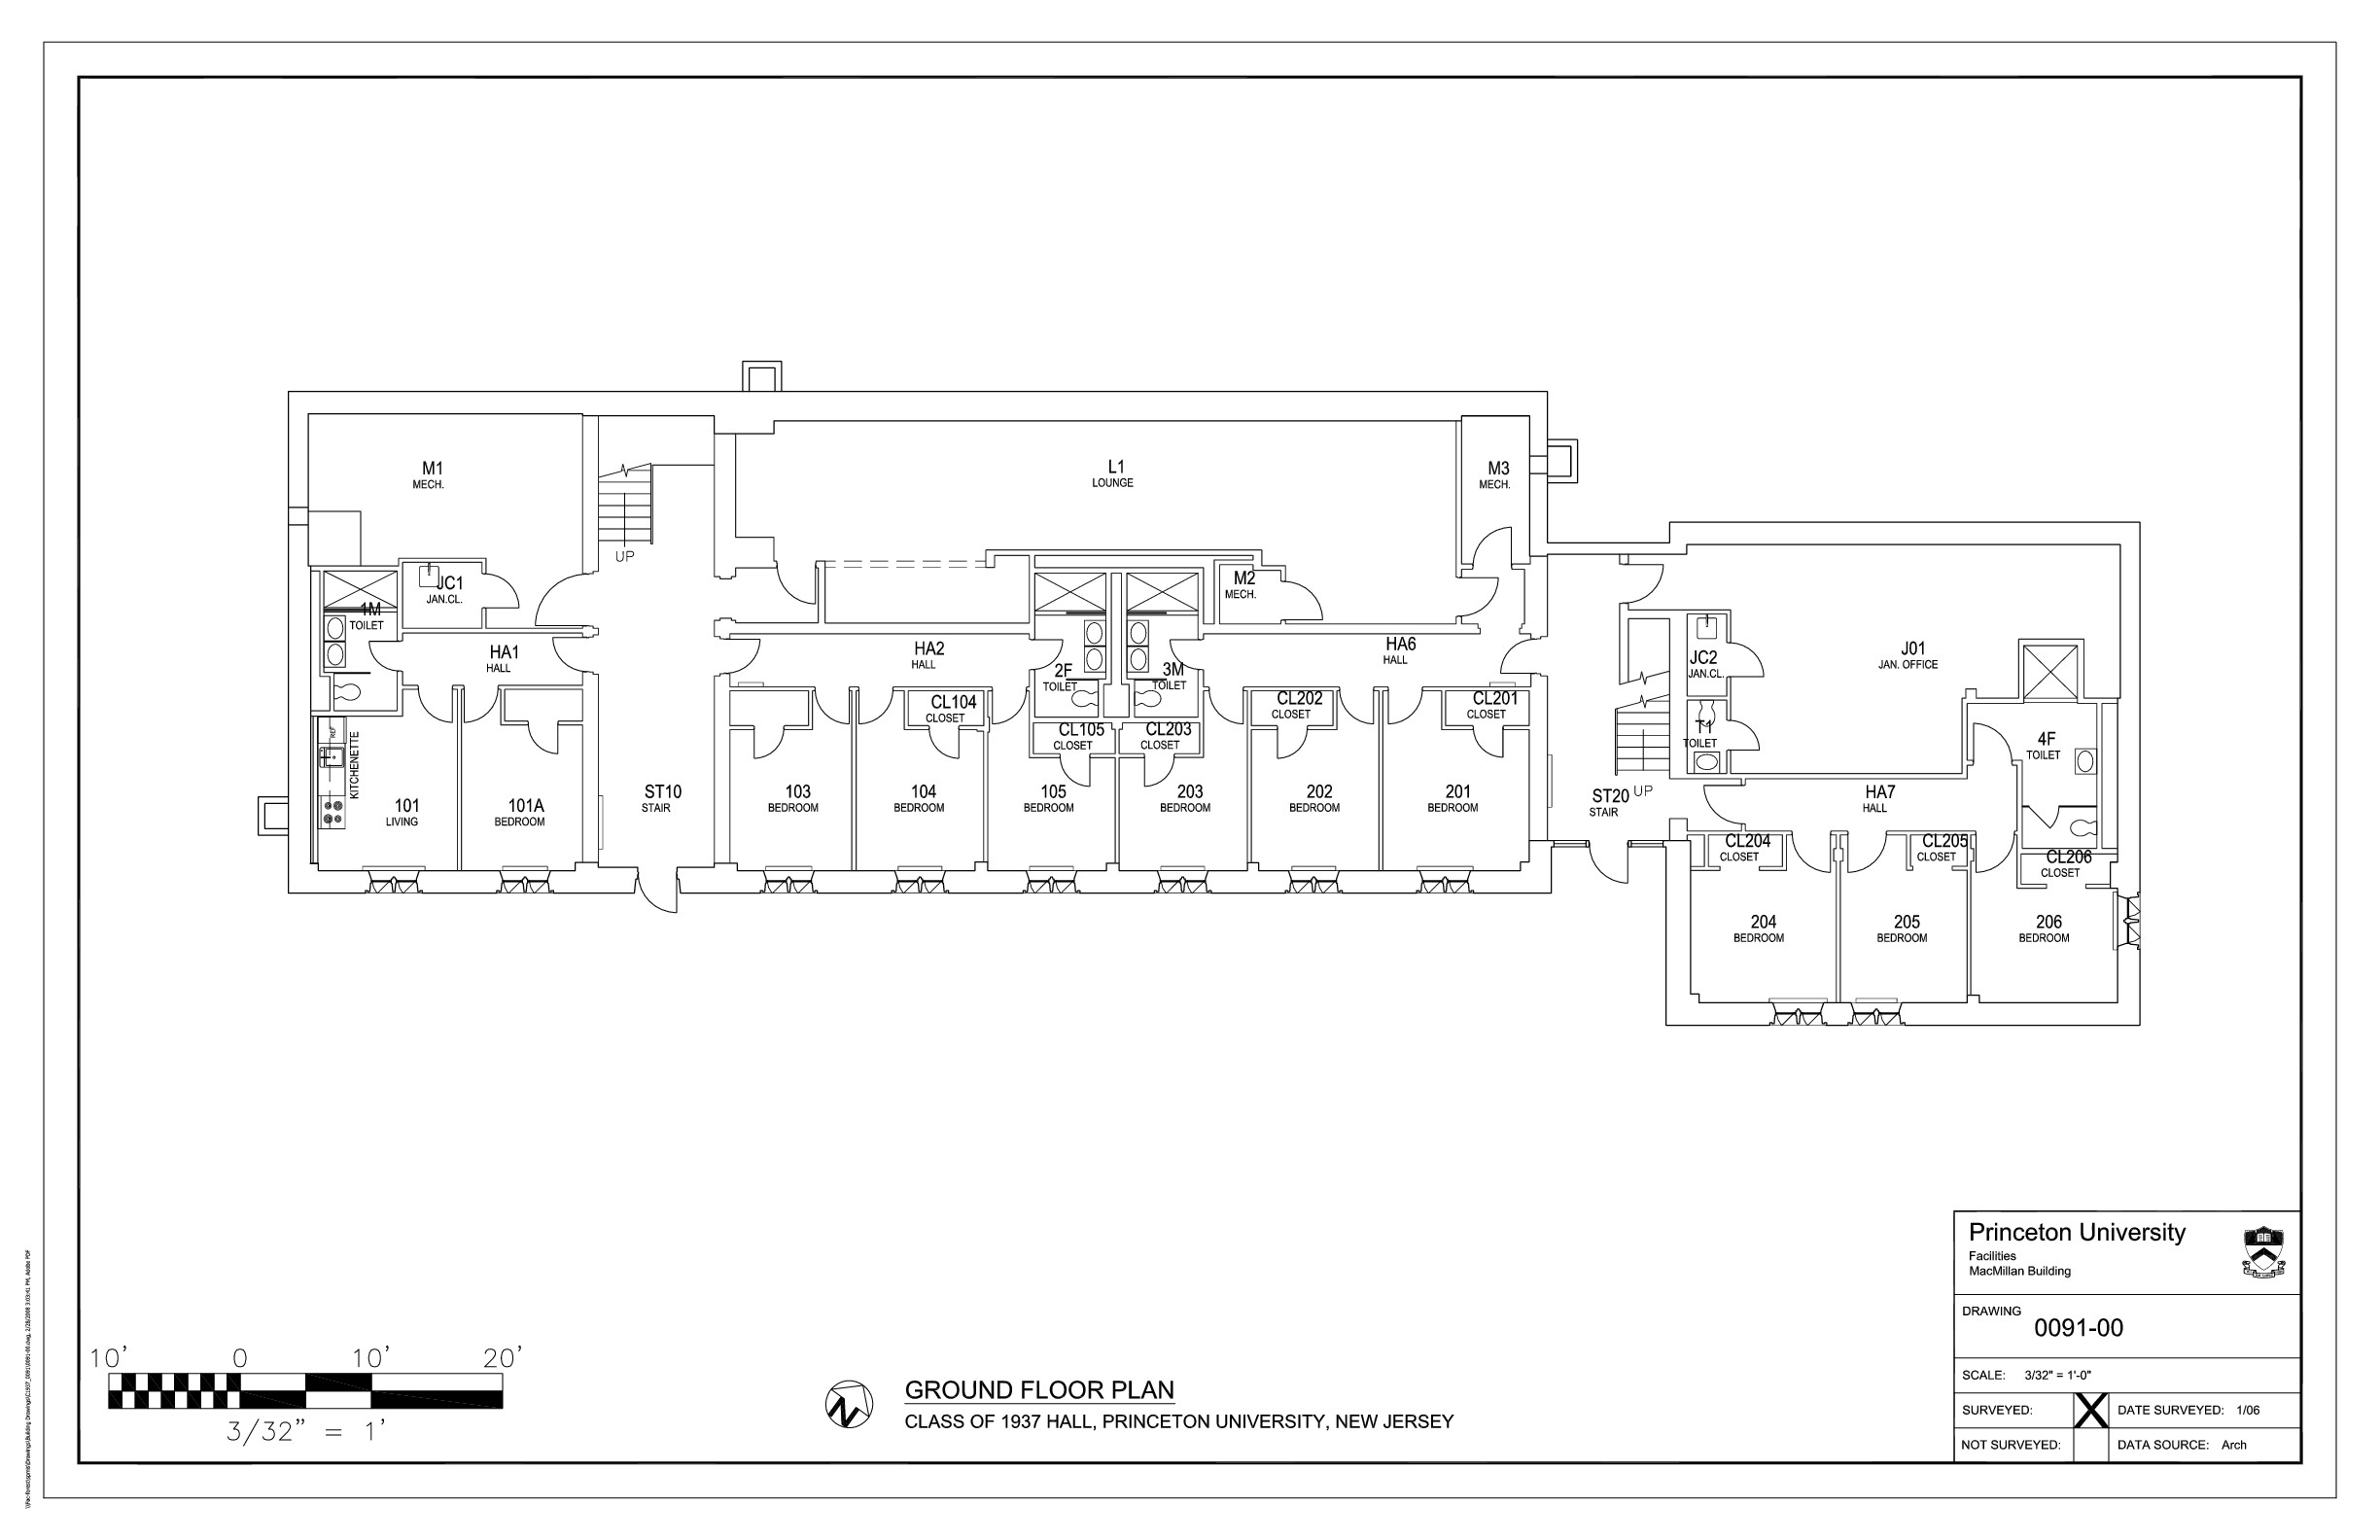 M1
MECH.
L1
LOUNGE
M3
MECH.
UP
JC1
JAN.CL.
M2
MECH.
1M
TOILET
HA1
HALL
HA2
HALL
2F
TOILET
3M
TOILET
HA6
HALL
JC2
JAN.CL.
J01
JAN. OFFICE
CL104
CLOSET
CL105
CLOSET
CL203
CLOSET
CL202
CLOSET
CL201
CLOSET
T1
TOILET
4F
TOILET
REF
KITCHENETTE
101
LIVING
101A
BEDROOM
ST10
STAIR
103
BEDROOM
104
BEDROOM
105
BEDROOM
203
BEDROOM
202
BEDROOM
201
BEDROOM
ST20
STAIR
UP
HA7
HALL
CL204
CLOSET
CL205
CLOSET
CL206
CLOSET
204
BEDROOM
205
BEDROOM
206
BEDROOM
Princeton University
Facilities
MacMillan Building
DRAWING
0091-00
SCALE: 3/32" = 1'-0"
SURVEYED: X DATE SURVEYED: 1/06
NOT SURVEYED: DATA SOURCE: Arch
10' 0 10' 20'
3/32" = 1'
N
GROUND FLOOR PLAN
CLASS OF 1937 HALL, PRINCETON UNIVERSITY, NEW JERSEY